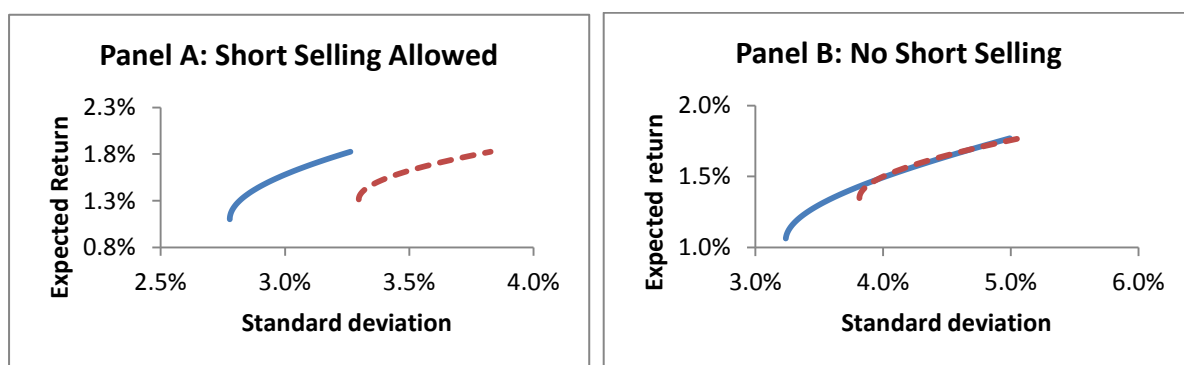 Panel A: Short Selling Allowed
Expected Return
2.3%
1.8%
1.3%
0.8%
2.5% 3.0% 3.5% 4.0%
Standard deviation
Panel B: No Short Selling
Expected return
2.0%
1.5%
1.0%
3.0% 4.0% 5.0% 6.0%
Standard deviation